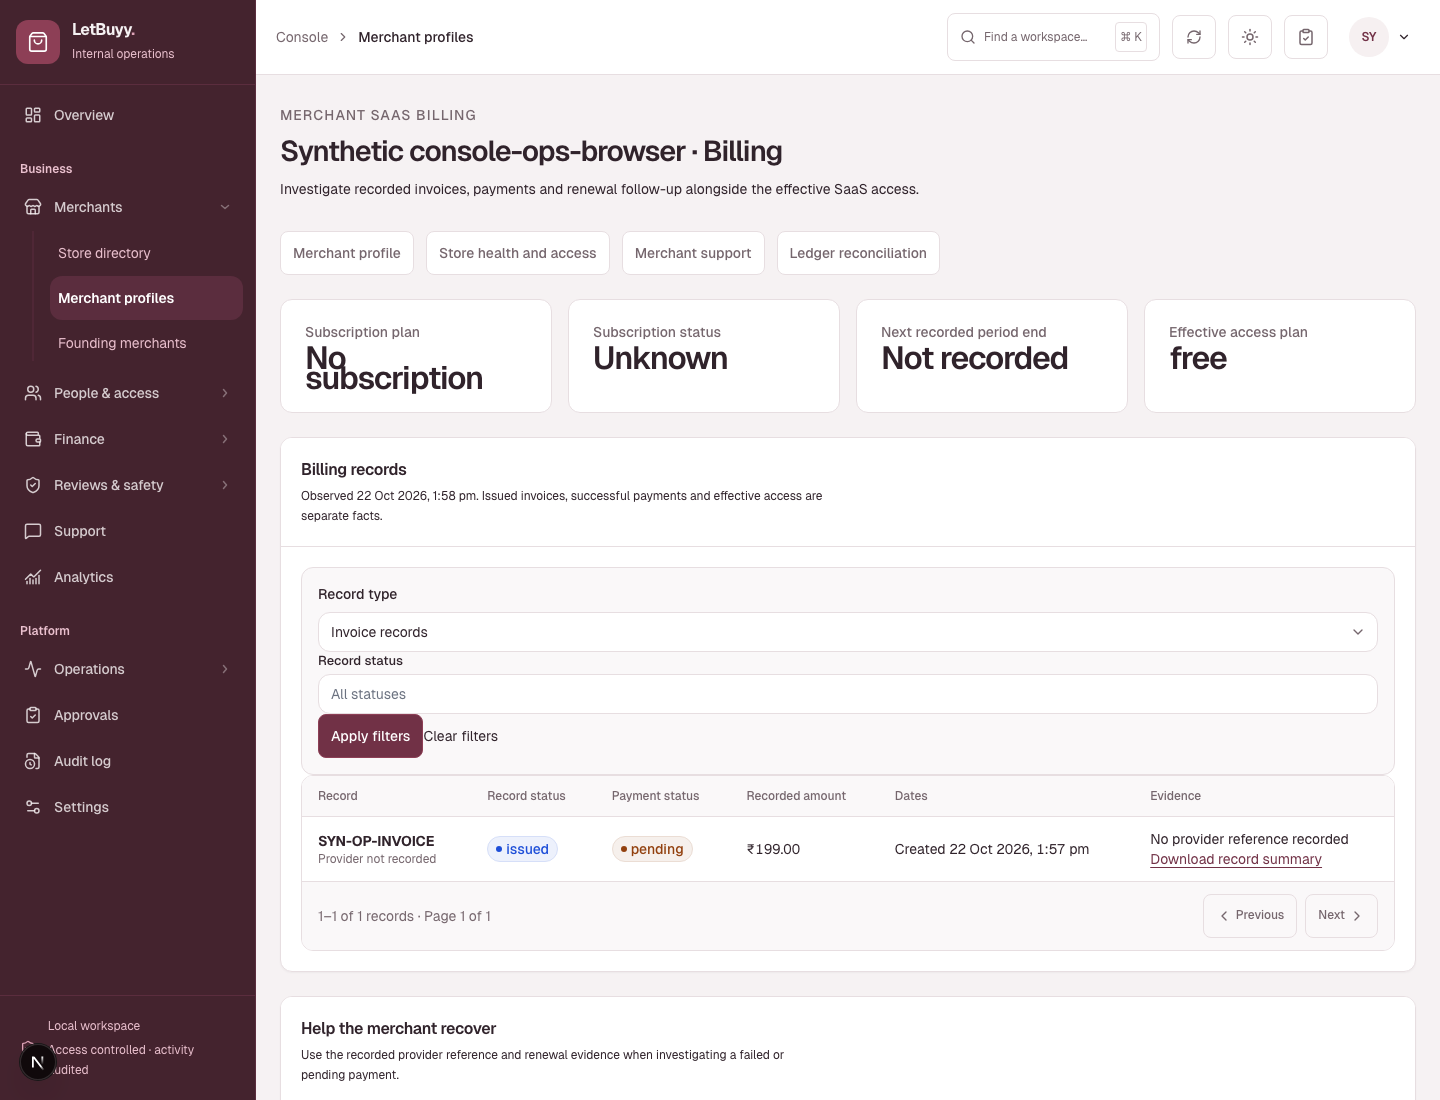 LetBuyy.
Internal operations
Console
Merchant profiles
Find a workspace...
⌘ K
SY
Overview
Business
Merchants
Store directory
Merchant profiles
Founding merchants
People & access
Finance
Reviews & safety
Support
Analytics
Platform
Operations
Approvals
Audit log
Settings
Local workspace
Access controlled · activity
audited
N
MERCHANT SAAS BILLING
Synthetic console-ops-browser · Billing
Investigate recorded invoices, payments and renewal follow-up alongside the effective SaaS access.
Merchant profile
Store health and access
Merchant support
Ledger reconciliation
Subscription plan
No
subscription
Subscription status
Unknown
Next recorded period end
Not recorded
Effective access plan
free
Billing records
Observed 22 Oct 2026, 1:58 pm. Issued invoices, successful payments and effective access are
separate facts.
Record type
Invoice records
Record status
All statuses
Apply filters
Clear filters
Record
Record status
Payment status
Recorded amount
Dates
Evidence
SYN-OP-INVOICE
Provider not recorded
issued
pending
₹199.00
Created 22 Oct 2026, 1:57 pm
No provider reference recorded
Download record summary
1–1 of 1 records · Page 1 of 1
Previous
Next
Help the merchant recover
Use the recorded provider reference and renewal evidence when investigating a failed or
pending payment.